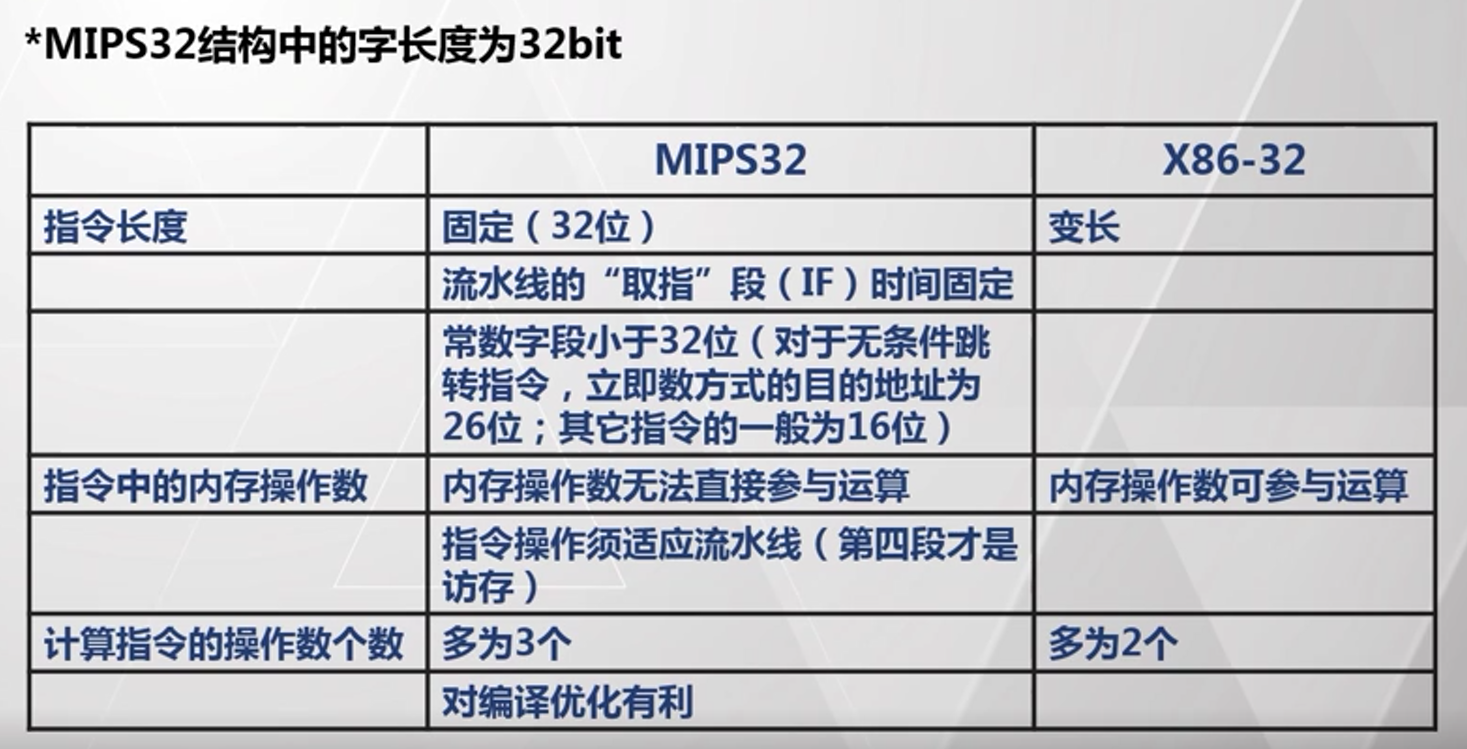 *MIPS32结构中的字长度为32bit
MIPS32 X86-32
指令长度 固定（32位） 变长
流水线的“取指”段（IF）时间固定
常数字段小于32位（对于无条件跳
转指令，立即数方式的目的地址为
26位；其它指令的一般为16位）
指令中的内存操作数 内存操作数无法直接参与运算 内存操作数可参与运算
指令操作须适应流水线（第四段才是
访存）
计算指令的操作数个数 多为3个 多为2个
对编译优化有利